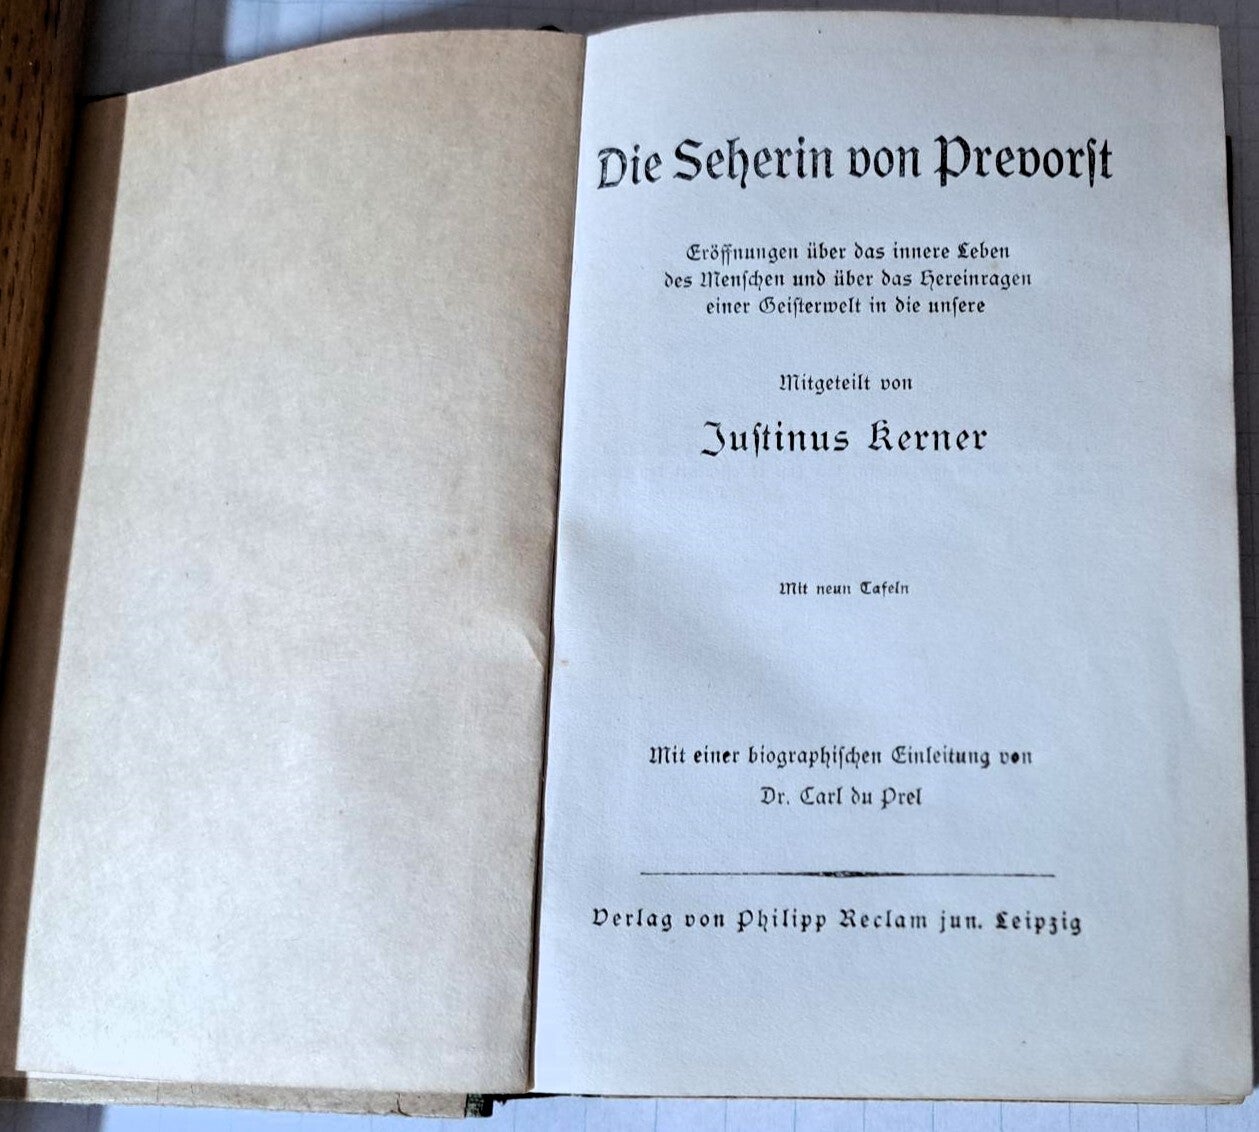 Die Seherin von Prevorſt
Eröffnungen über das innere Leben
des Menſchen und über das Hereinragen
einer Geiſterwelt in die unſere
Mitgeteilt von
Juſtinus Kerner
Mit neun Tafeln
Mit einer biographiſchen Einleitung von
Dr. Carl du Prel
Verlag von Philipp Reclam jun. Leipzig